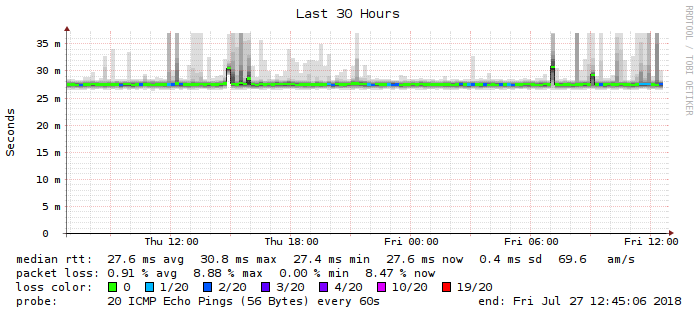 Last 30 Hours
RRDTOOL / TOBI OETIKER
Seconds
35 m
30 m
25 m
20 m
15 m
10 m
5 m
0
Thu 12:00 Thu 18:00 Fri 00:00 Fri 06:00 Fri 12:00
median rtt: 27.6 ms avg 30.8 ms max 27.4 ms min 27.6 ms now 0.4 ms sd 69.6 am/s
packet loss: 0.91 % avg 8.88 % max 0.00 % min 8.47 % now
loss color: 0 1/20 2/20 3/20 4/20 10/20 19/20
probe: 20 ICMP Echo Pings (56 Bytes) every 60s end: Fri Jul 27 12:45:06 2018